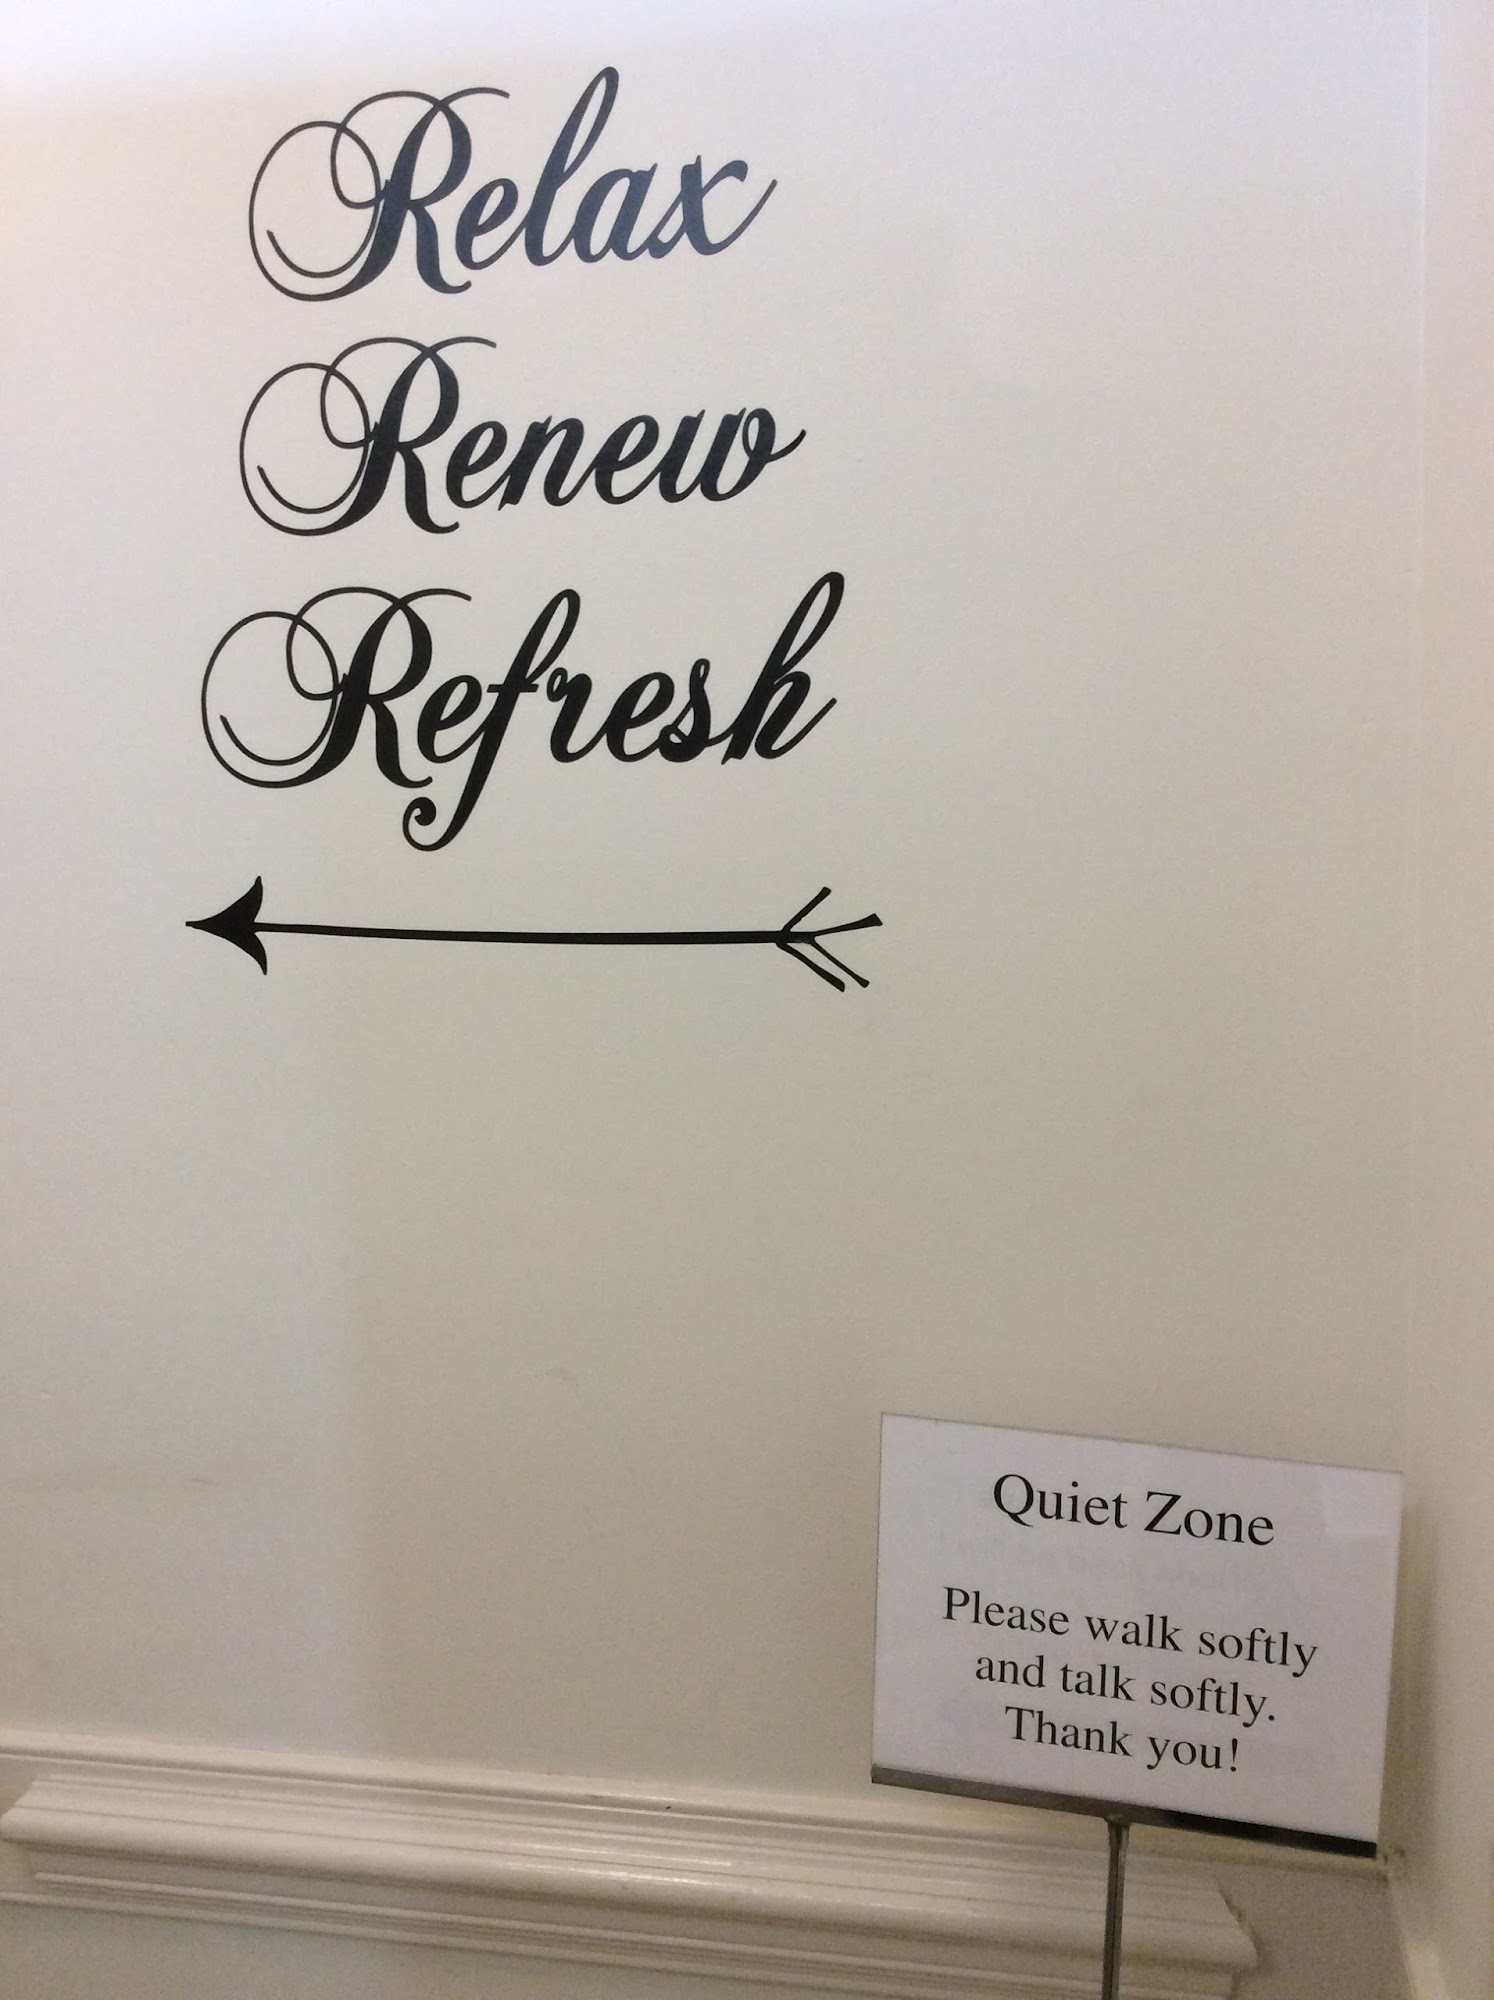 Relax
Renew
Refresh
Quiet Zone
Please walk softly
and talk softly.
Thank you!